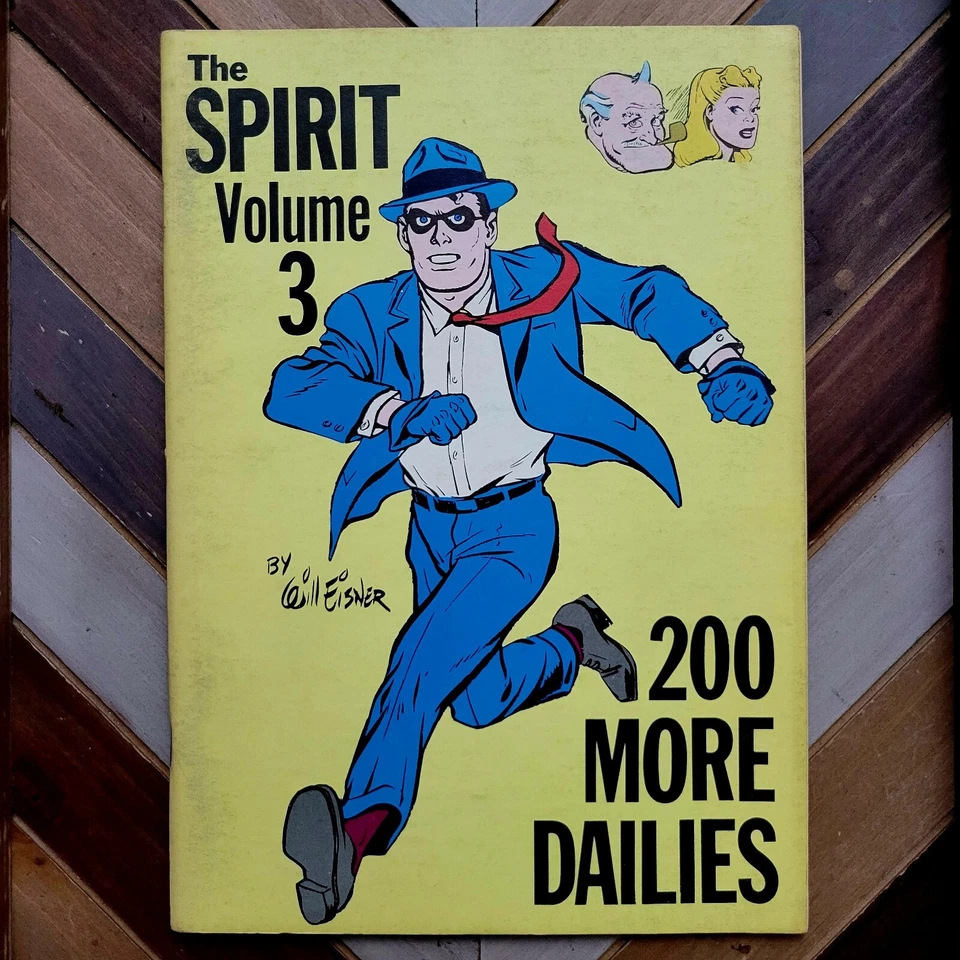 The
SPIRIT
Volume
3
BY
Will EiSNER
200
MORE
DAILIES